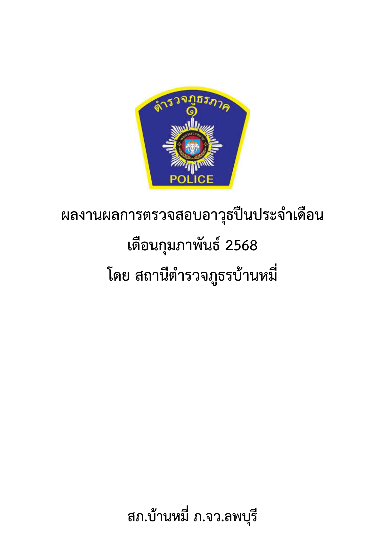 ตำรวจภูธรภาค
๑
POLICE
ผลงานผลการตรวจสอบอาวุธปืนประจำเดือน
เดือนกุมภาพันธ์ 2568
โดย สถานีตำรวจภูธรบ้านหมี่
สภ.บ้านหมี่ ภ.จว.ลพบุรี